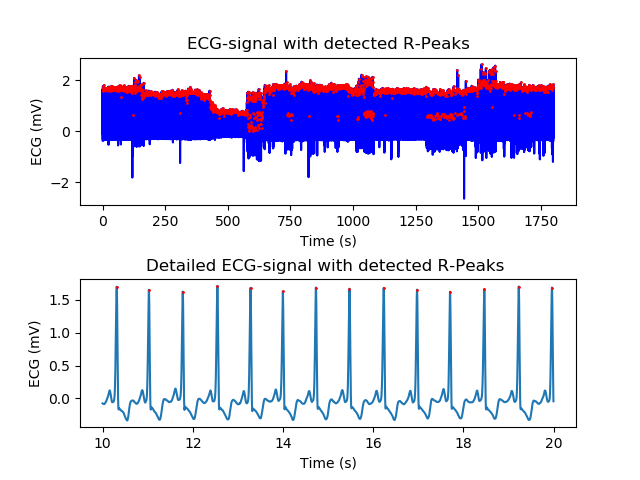 ECG-signal with detected R-Peaks
2
0
−2
ECG (mV)
0 250 500 750 1000 1250 1500 1750
Time (s)
Detailed ECG-signal with detected R-Peaks
1.5
1.0
0.5
0.0
ECG (mV)
10 12 14 16 18 20
Time (s)